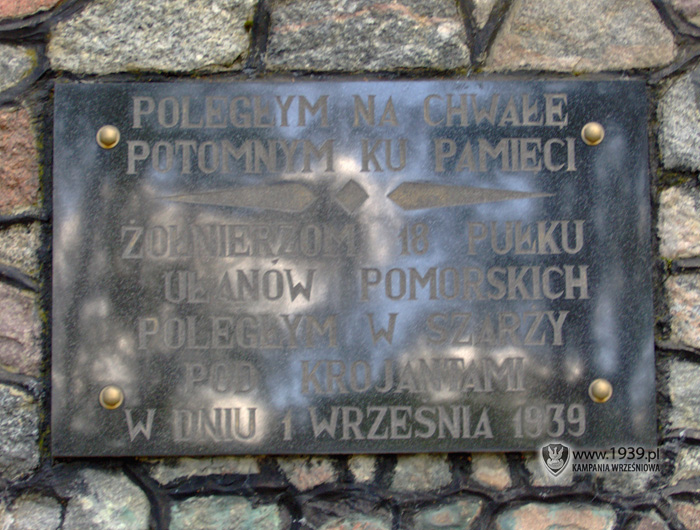 POLEGŁYM NA CHWAŁĘ
POTOMNYM KU PAMIĘCI
ŻOŁNIERZOM 18 PUŁKU
UŁANÓW POMORSKICH
POLEGŁYM W SZARŻY
POD KROJANTAMI
W DNIU 1 WRZEŚNIA 1939
www.1939.pl
KAMPANIA WRZEŚNIOWA